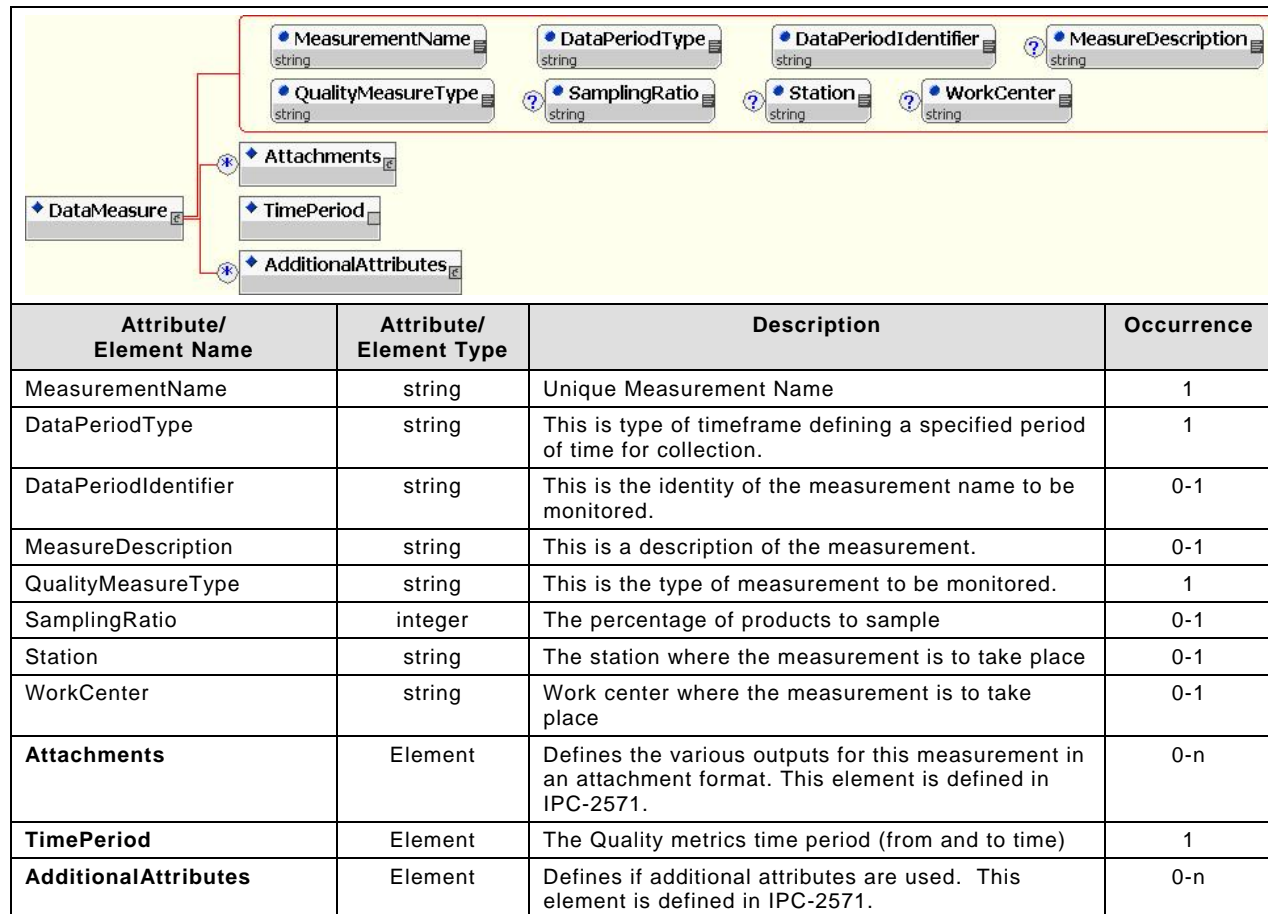 MeasurementName DataPeriodType DataPeriodIdentifier ? MeasureDescription
string string string string
QualityMeasureType ? SamplingRatio ? Station ? WorkCenter
string string string string
* Attachments
DataMeasure
TimePeriod
* AdditionalAttributes
Attribute/
Element Name
Attribute/
Element Type
Description
Occurrence
MeasurementName string Unique Measurement Name 1
DataPeriodType string This is type of timeframe defining a specified period 1
of time for collection.
DataPeriodIdentifier string This is the identity of the measurement name to be 0-1
monitored.
MeasureDescription string This is a description of the measurement. 0-1
QualityMeasureType string This is the type of measurement to be monitored. 1
SamplingRatio integer The percentage of products to sample 0-1
Station string The station where the measurement is to take place 0-1
WorkCenter string Work center where the measurement is to take 0-1
place
Attachments Element Defines the various outputs for this measurement in 0-n
an attachment format. This element is defined in
IPC-2571.
TimePeriod Element The Quality metrics time period (from and to time) 1
AdditionalAttributes Element Defines if additional attributes are used.  This 0-n
element is defined in IPC-2571.